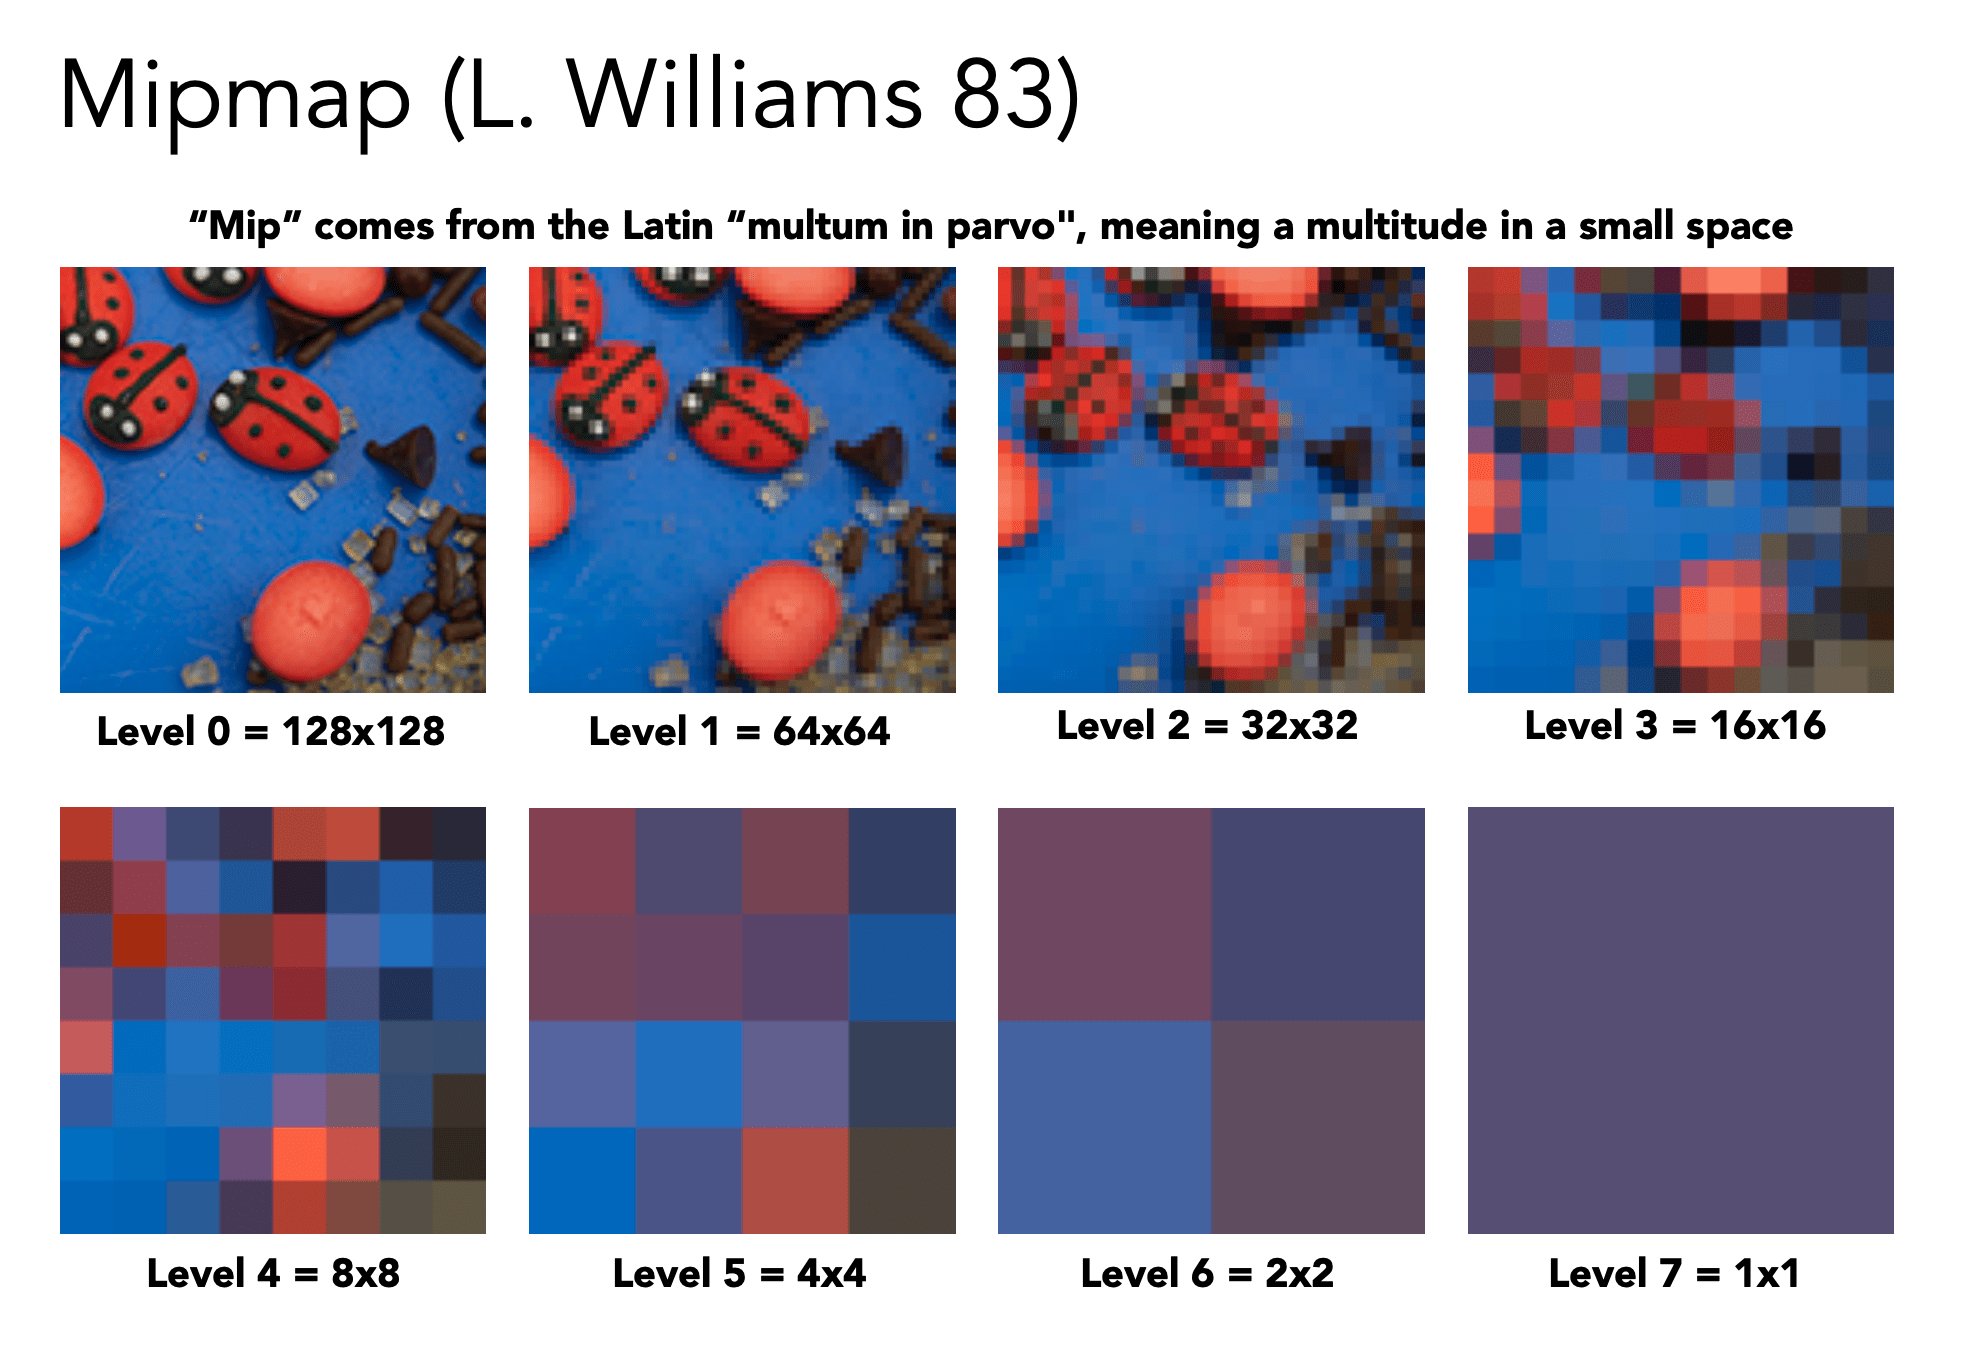 Mipmap (L. Williams 83)
“Mip” comes from the Latin “multum in parvo", meaning a multitude in a small space
Level 0 = 128x128
Level 1 = 64x64
Level 2 = 32x32
Level 3 = 16x16
Level 4 = 8x8
Level 5 = 4x4
Level 6 = 2x2
Level 7 = 1x1